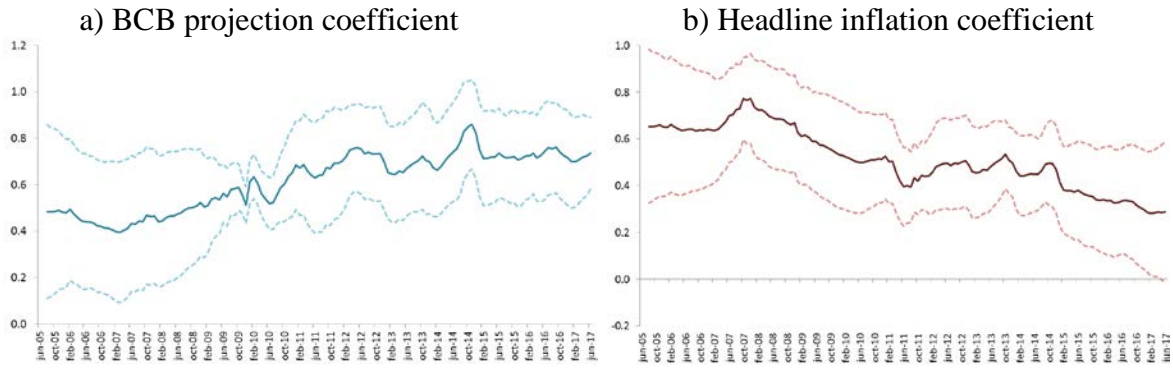 a) BCB projection coefficient
1.2
1.0
0.8
0.6
0.4
0.2
0.0
jun-05
oct-05
feb-06
jun-06
oct-06
feb-07
jun-07
oct-07
feb-08
jun-08
oct-08
feb-09
jun-09
oct-09
feb-10
jun-10
oct-10
feb-11
jun-11
oct-11
feb-12
jun-12
oct-12
feb-13
jun-13
oct-13
feb-14
jun-14
oct-14
feb-15
jun-15
oct-15
feb-16
jun-16
oct-16
feb-17
jun-17
b) Headline inflation coefficient
1.0
0.8
0.6
0.4
0.2
0.0
-0.2
jun-05
oct-05
feb-06
jun-06
oct-06
feb-07
jun-07
oct-07
feb-08
jun-08
oct-08
feb-09
jun-09
oct-09
feb-10
jun-10
oct-10
feb-11
jun-11
oct-11
feb-12
jun-12
oct-12
feb-13
jun-13
oct-13
feb-14
jun-14
oct-14
feb-15
jun-15
oct-15
feb-16
jun-16
oct-16
feb-17
jun-17